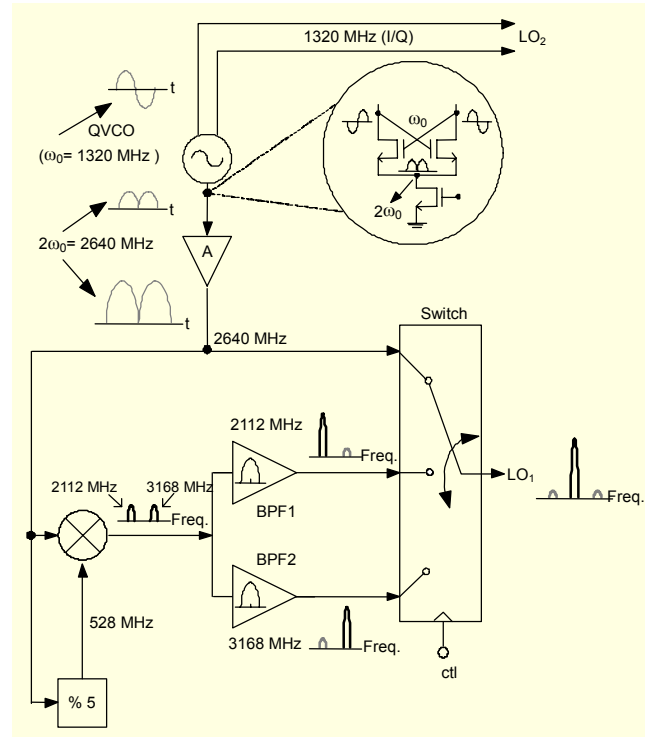 1320 MHz (I/Q)
LO₂
t
QVCO
(ω₀= 1320 MHz )
ω₀
2ω₀
t
2ω₀= 2640 MHz
A
t
Switch
2640 MHz
2112 MHz
Freq.
2112 MHz
3168 MHz
Freq.
BPF1
LO₁
Freq.
BPF2
528 MHz
3168 MHz
Freq.
ctl
% 5